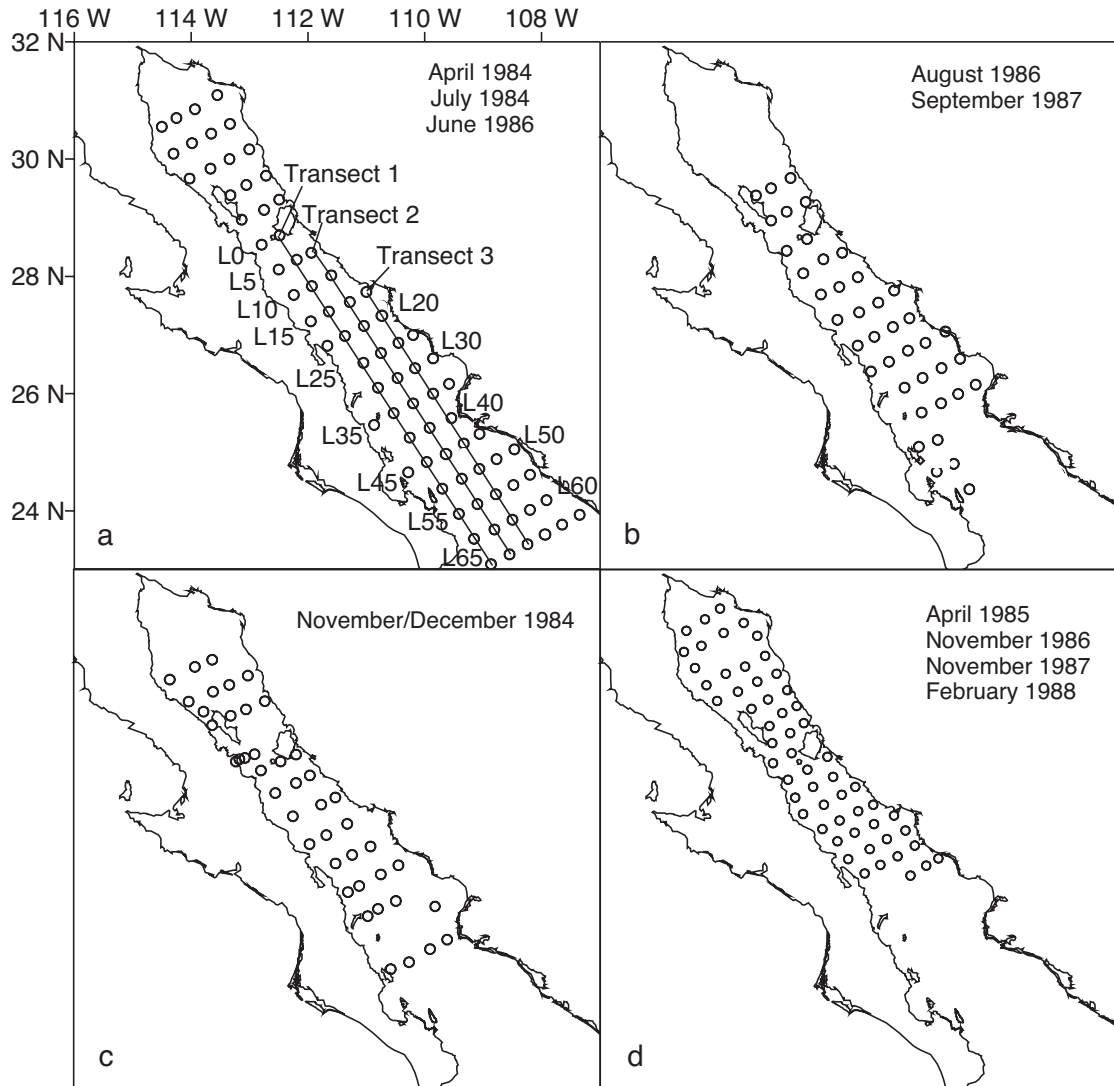 116 W 114 W 112 W 110 W 108 W
32 N
30 N
28 N
26 N
24 N
April 1984
July 1984
June 1986
Transect 1
Transect 2
Transect 3
L0
L5
L10
L15
L20
L25
L30
L35
L40
L45
L50
L55
L60
L65
a
August 1986
September 1987
b
November/December 1984
c
April 1985
November 1986
November 1987
February 1988
d